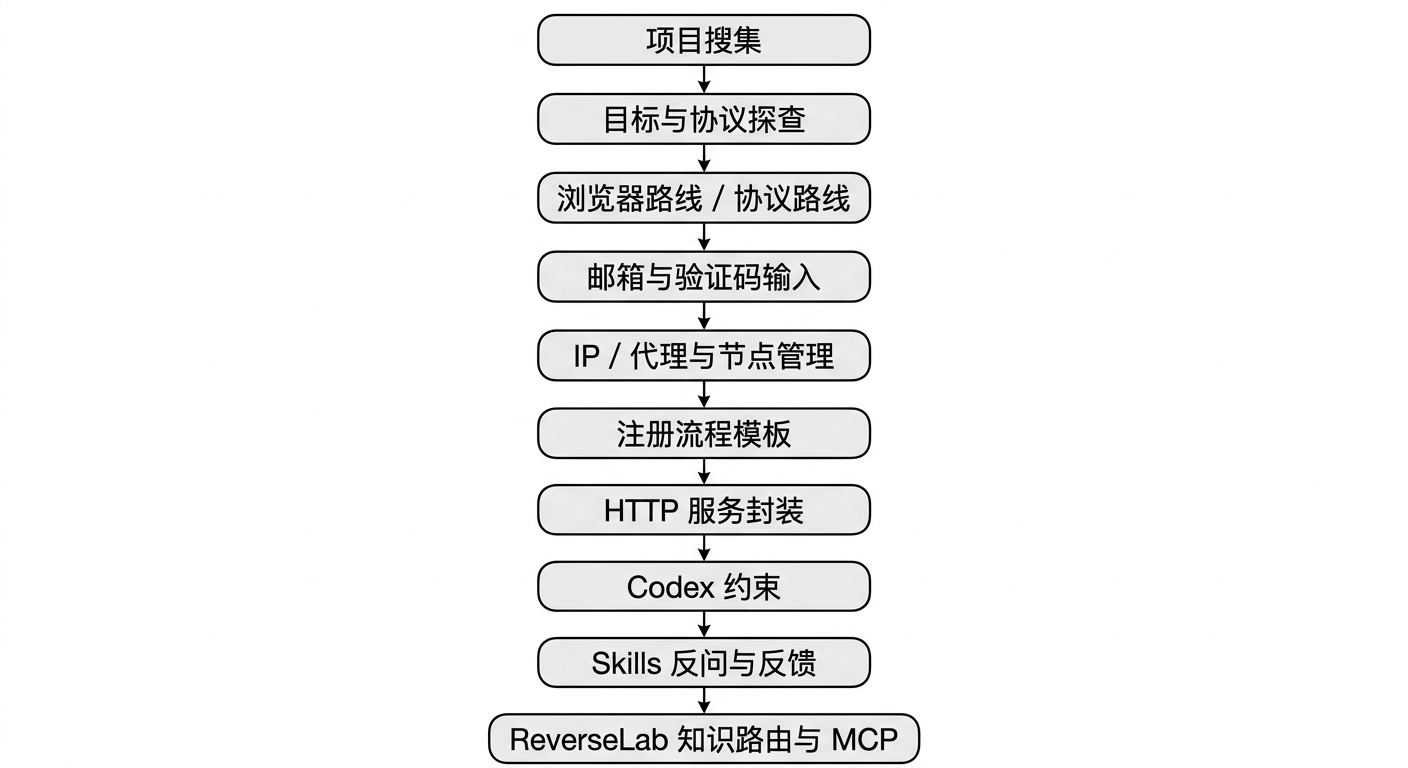 项目搜集
目标与协议探查
浏览器路线 / 协议路线
邮箱与验证码输入
IP / 代理与节点管理
注册流程模板
HTTP 服务封装
Codex 约束
Skills 反问与反馈
ReverseLab 知识路由与 MCP